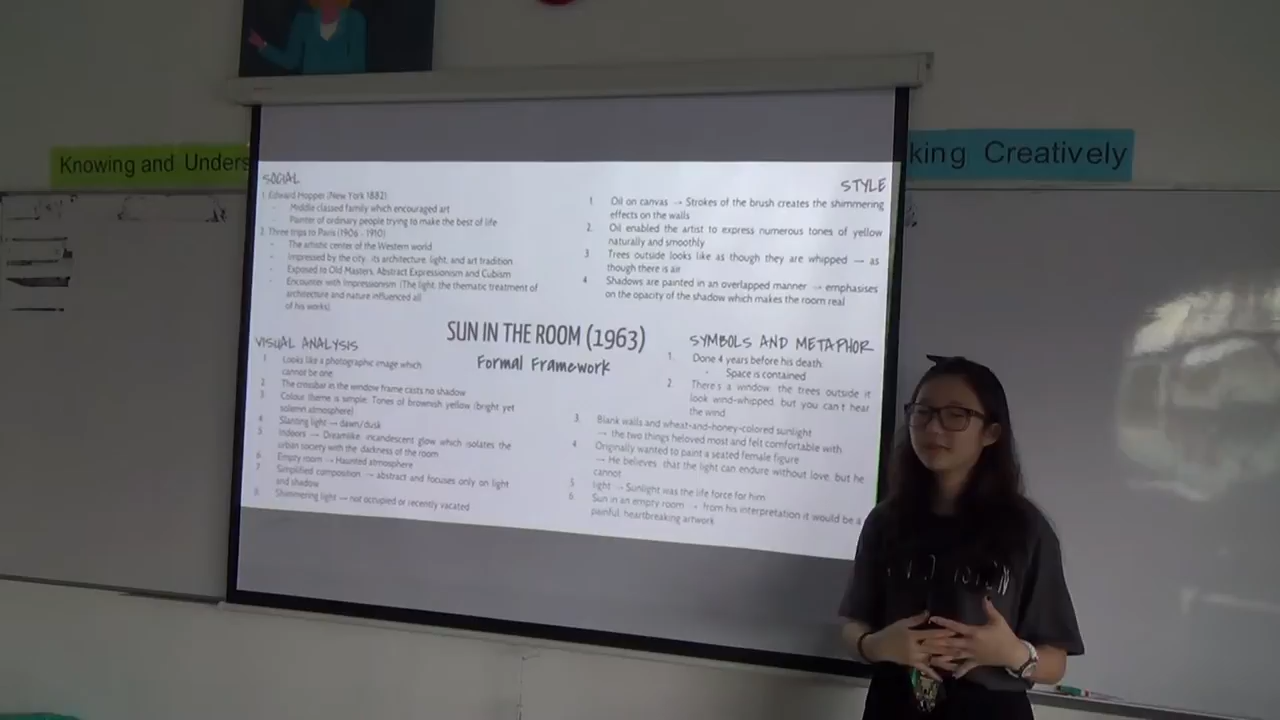 Knowing and Unders
king Creatively
SOCIAL
1. Edward Hopper (New York 1882)
- Middle classed family which encouraged art
- Painter of ordinary people trying to make the best of life
2. Three trips to Paris (1906 - 1910)
- The artistic center of the Western world
- Impressed by the city, its architecture, light, and art tradition
- Exposed to Old Masters, Abstract Expressionism and Cubism
- Encounter with Impressionism (The light, the thematic treatment of
architecture and nature influenced all
of his works)
STYLE
1. Oil on canvas → Strokes of the brush creates the shimmering
effects on the walls
2. Oil enabled the artist to express numerous tones of yellow
naturally and smoothly
3 Trees outside looks like as though they are whipped → as
though there is air
4 Shadows are painted in an overlapped manner → emphasises
on the opacity of the shadow which makes the room real
SUN IN THE ROOM (1963)
Formal Framework
VISUAL ANALYSIS
1 Looks like a photographic image which
cannot be one
2 The crossbar in the window frame casts no shadow
3 Colour theme is simple: Tones of brownish yellow (bright yet
solemn atmosphere)
4 Slanting light → dawn/dusk
5 Indoors → Dreamlike, incandescent glow which isolates the
urban society with the darkness of the room
6 Empty room → Haunted atmosphere
7 Simplified composition → abstract and focuses only on light
and shadow
8 Shimmering light → not occupied or recently vacated
SYMBOLS AND METAPHOR
1. Done 4 years before his death
- Space is contained
2. There's a window: the trees outside it
look wind-whipped, but you can't hear
the wind
3. Blank walls and wheat-and-honey-colored sunlight
→ the two things beloved most and felt comfortable with
4 Originally wanted to paint a seated female figure
→ He believes that the light can endure without love, but he
cannot
5 light → Sunlight was the life force for him
6 Sun in an empty room → from his interpretation it would be a
painful, heartbreaking artwork